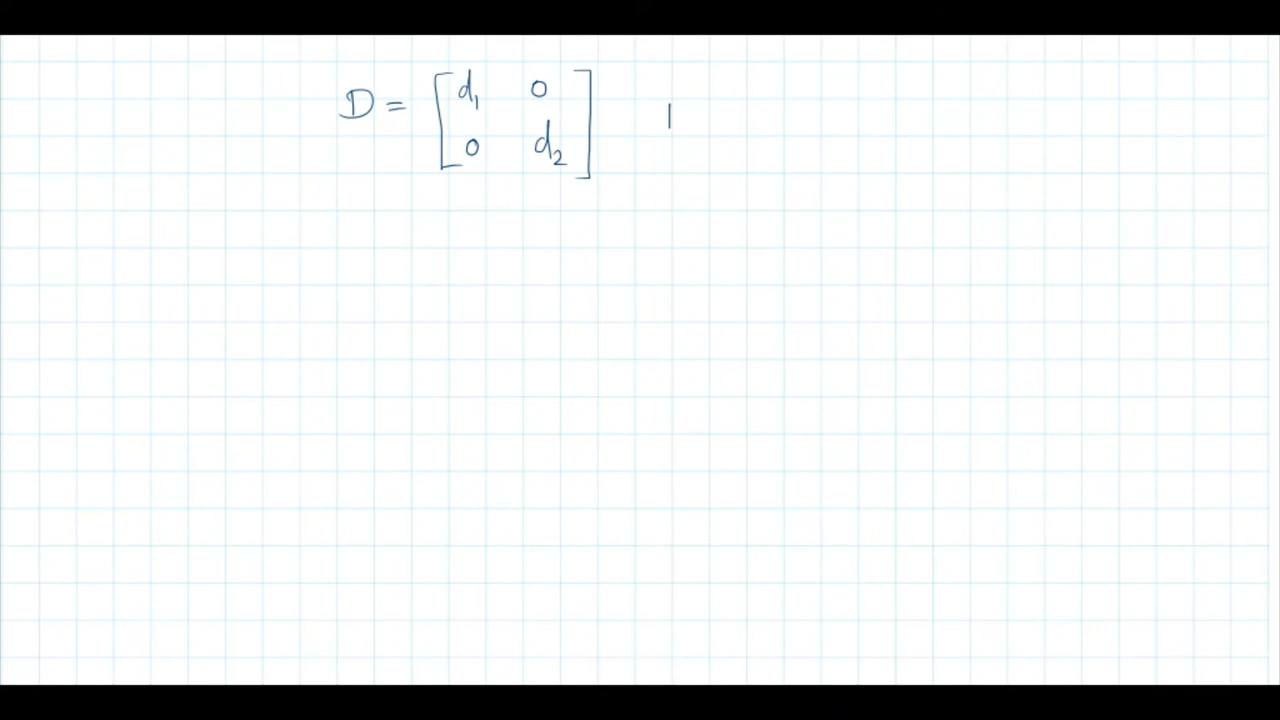 D = [ d₁ 0 ; 0 d₂ ] |